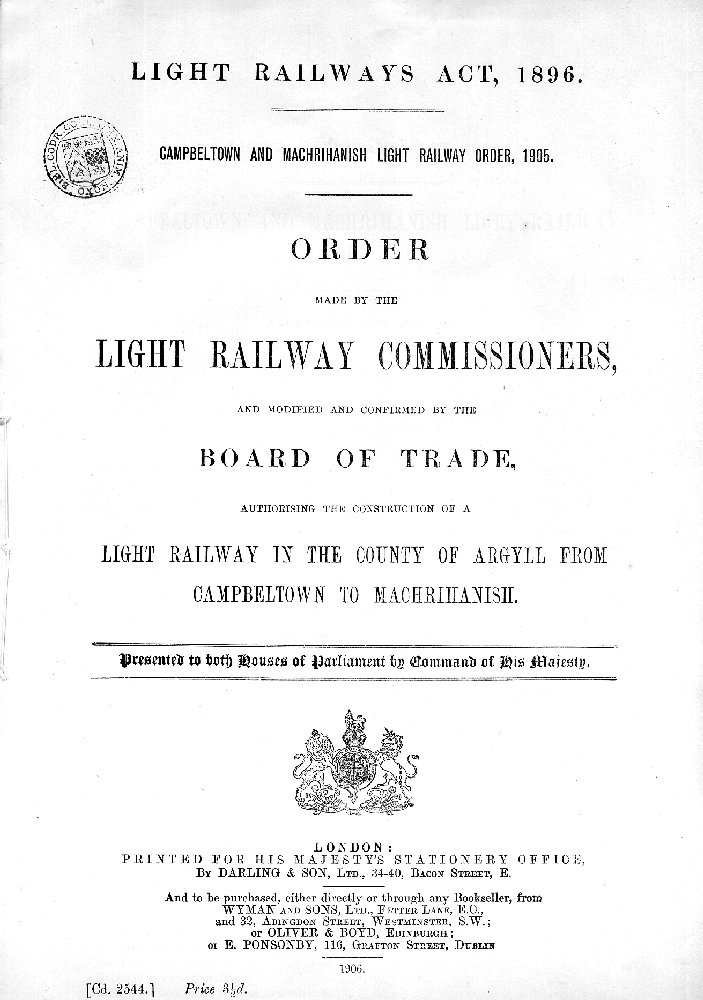 LIGHT RAILWAYS ACT, 1896.
CAMPBELTOWN AND MACHRIHANISH LIGHT RAILWAY ORDER, 1905.
ORDER
MADE BY THE
LIGHT RAILWAY COMMISSIONERS,
AND MODIFIED AND CONFIRMED BY THE
BOARD OF TRADE,
AUTHORISING THE CONSTRUCTION OF A
LIGHT RAILWAY IN THE COUNTY OF ARGYLL FROM
CAMPBELTOWN TO MACHRIHANISH.
Presented to both Houses of Parliament by Command of His Majesty.
LONDON:
PRINTED FOR HIS MAJESTY'S STATIONERY OFFICE,
BY DARLING & SON, LTD., 34-40, BACON STREET, E.
And to be purchased, either directly or through any Bookseller, from
WYMAN AND SONS, LTD., FETTER LANE, E.C.,
and 32, ABINGDON STREET, WESTMINSTER, S.W.;
or OLIVER & BOYD, EDINBURGH;
or E. PONSONBY, 116, GRAFTON STREET, DUBLIN
1906.
[Cd. 2544.] Price 3½d.